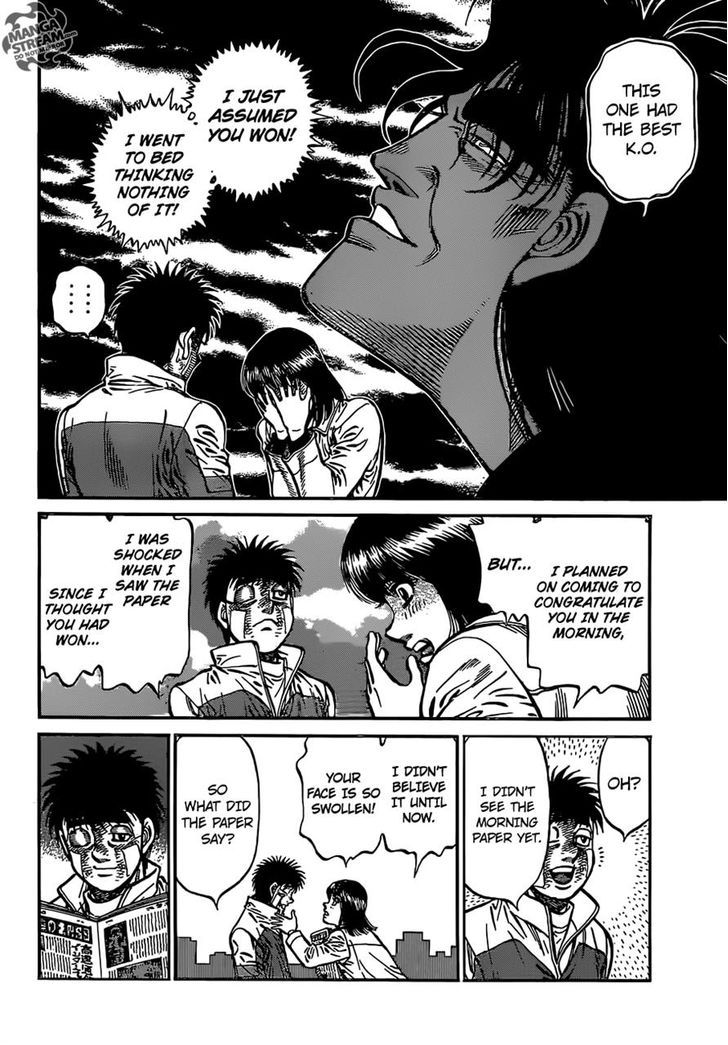 MANGA
STREAM
THIS
ONE HAD
THE BEST
K.O.
I JUST
ASSUMED
YOU WON!
I WENT
TO BED
THINKING
NOTHING
OF IT!
I PLANNED
ON COMING TO
CONGRATULATE
YOU IN THE
MORNING,
BUT...
I WAS
SHOCKED WHEN I
SAW THE
PAPER
SINCE I
THOUGHT
YOU HAD
WON...
OH?
I DIDN'T
SEE THE
MORNING
PAPER YET.
I DIDN'T
BELIEVE
IT UNTIL
NOW.
YOUR
FACE IS SO
SWOLLEN!
SO
WHAT DID
THE PAPER
SAY?